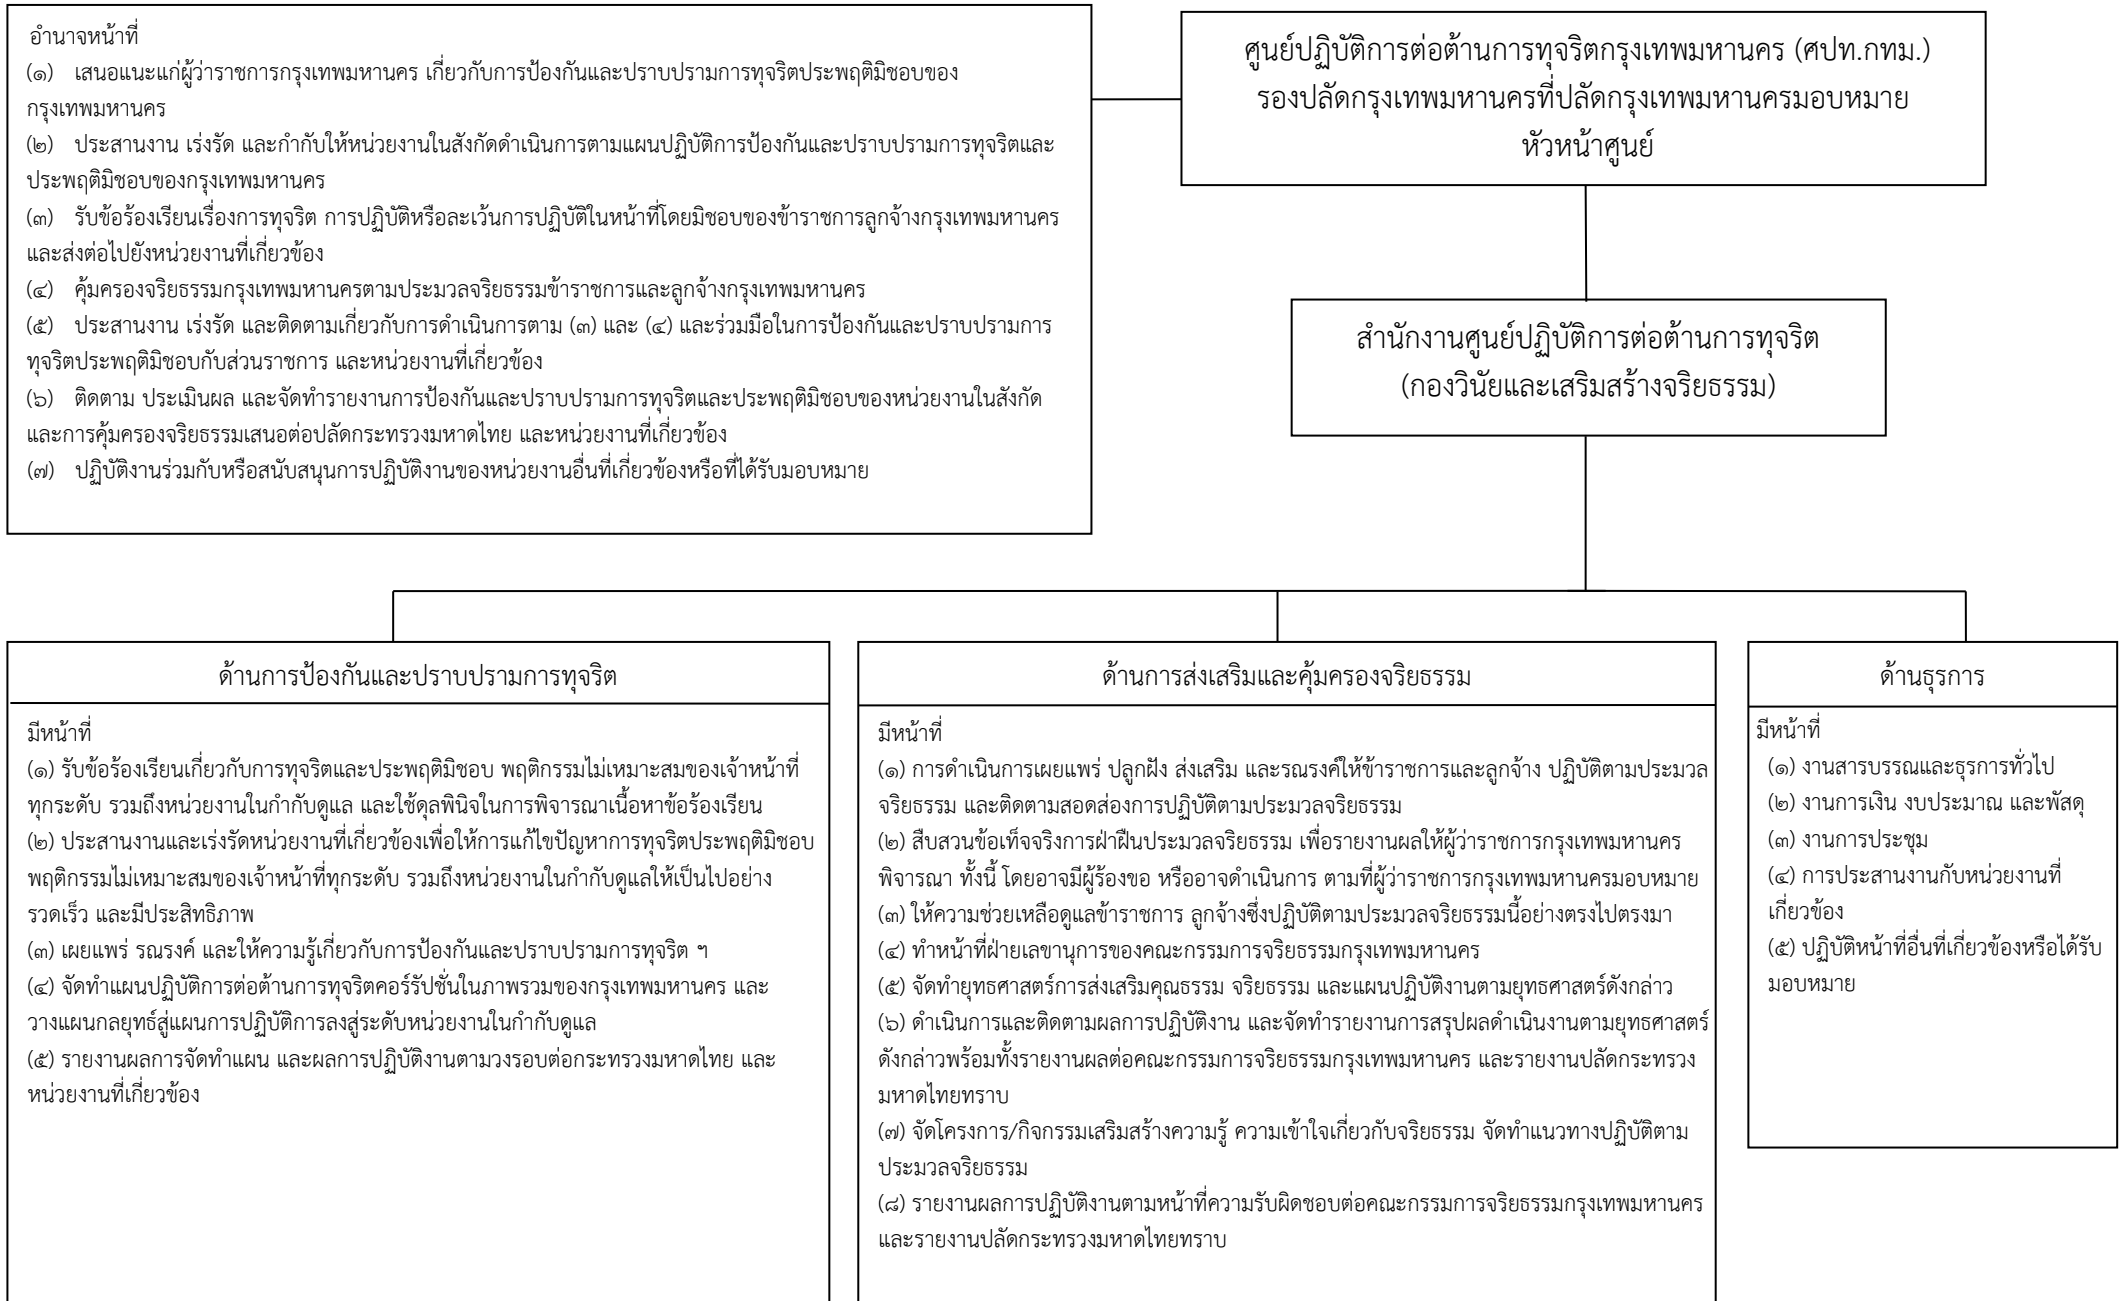 อำนาจหน้าที่
(๑) เสนอแนะแก่ผู้ว่าราชการกรุงเทพมหานคร เกี่ยวกับการป้องกันและปราบปรามการทุจริตประพฤติมิชอบของ
กรุงเทพมหานคร
(๒) ประสานงาน เร่งรัด และกำกับให้หน่วยงานในสังกัดดำเนินการตามแผนปฏิบัติการป้องกันและปราบปรามการทุจริตและ
ประพฤติมิชอบของกรุงเทพมหานคร
(๓) รับข้อร้องเรียนเรื่องการทุจริต การปฏิบัติหรือละเว้นการปฏิบัติในหน้าที่โดยมิชอบของข้าราชการลูกจ้างกรุงเทพมหานคร
และส่งต่อไปยังหน่วยงานที่เกี่ยวข้อง
(๔) คุ้มครองจริยธรรมกรุงเทพมหานครตามประมวลจริยธรรมข้าราชการและลูกจ้างกรุงเทพมหานคร
(๕) ประสานงาน เร่งรัด และติดตามเกี่ยวกับการดำเนินการตาม (๓) และ (๔) และร่วมมือในการป้องกันและปราบปรามการ
ทุจริตประพฤติมิชอบกับส่วนราชการ และหน่วยงานที่เกี่ยวข้อง
(๖) ติดตาม ประเมินผล และจัดทำรายงานการป้องกันและปราบปรามการทุจริตและประพฤติมิชอบของหน่วยงานในสังกัด
และการคุ้มครองจริยธรรมเสนอต่อปลัดกระทรวงมหาดไทย และหน่วยงานที่เกี่ยวข้อง
(๗) ปฏิบัติงานร่วมกับหรือสนับสนุนการปฏิบัติงานของหน่วยงานอื่นที่เกี่ยวข้องหรือที่ได้รับมอบหมาย
ศูนย์ปฏิบัติการต่อต้านการทุจริตกรุงเทพมหานคร (ศปท.กทม.)
รองปลัดกรุงเทพมหานครที่ปลัดกรุงเทพมหานครมอบหมาย
หัวหน้าศูนย์
สำนักงานศูนย์ปฏิบัติการต่อต้านการทุจริต
(กองวินัยและเสริมสร้างจริยธรรม)
ด้านการป้องกันและปราบปรามการทุจริต
มีหน้าที่
(๑) รับข้อร้องเรียนเกี่ยวกับการทุจริตและประพฤติมิชอบ พฤติกรรมไม่เหมาะสมของเจ้าหน้าที่
ทุกระดับ รวมถึงหน่วยงานในกำกับดูแล และใช้ดุลพินิจในการพิจารณาเนื้อหาข้อร้องเรียน
(๒) ประสานงานและเร่งรัดหน่วยงานที่เกี่ยวข้องเพื่อให้การแก้ไขปัญหาการทุจริตประพฤติมิชอบ
พฤติกรรมไม่เหมาะสมของเจ้าหน้าที่ทุกระดับ รวมถึงหน่วยงานในกำกับดูแลให้เป็นไปอย่าง
รวดเร็ว และมีประสิทธิภาพ
(๓) เผยแพร่ รณรงค์ และให้ความรู้เกี่ยวกับการป้องกันและปราบปรามการทุจริต ฯ
(๔) จัดทำแผนปฏิบัติการต่อต้านการทุจริตคอร์รัปชั่นในภาพรวมของกรุงเทพมหานคร และ
วางแผนกลยุทธ์สู่แผนการปฏิบัติการลงสู่ระดับหน่วยงานในกำกับดูแล
(๕) รายงานผลการจัดทำแผน และผลการปฏิบัติงานตามวงรอบต่อกระทรวงมหาดไทย และ
หน่วยงานที่เกี่ยวข้อง
ด้านการส่งเสริมและคุ้มครองจริยธรรม
มีหน้าที่
(๑) การดำเนินการเผยแพร่ ปลูกฝัง ส่งเสริม และรณรงค์ให้ข้าราชการและลูกจ้าง ปฏิบัติตามประมวล
จริยธรรม และติดตามสอดส่องการปฏิบัติตามประมวลจริยธรรม
(๒) สืบสวนข้อเท็จจริงการฝ่าฝืนประมวลจริยธรรม เพื่อรายงานผลให้ผู้ว่าราชการกรุงเทพมหานคร
พิจารณา ทั้งนี้ โดยอาจมีผู้ร้องขอ หรืออาจดำเนินการ ตามที่ผู้ว่าราชการกรุงเทพมหานครมอบหมาย
(๓) ให้ความช่วยเหลือดูแลข้าราชการ ลูกจ้างซึ่งปฏิบัติตามประมวลจริยธรรมนี้อย่างตรงไปตรงมา
(๔) ทำหน้าที่ฝ่ายเลขานุการของคณะกรรมการจริยธรรมกรุงเทพมหานคร
(๕) จัดทำยุทธศาสตร์การส่งเสริมคุณธรรม จริยธรรม และแผนปฏิบัติงานตามยุทธศาสตร์ดังกล่าว
(๖) ดำเนินการและติดตามผลการปฏิบัติงาน และจัดทำรายงานการสรุปผลดำเนินงานตามยุทธศาสตร์
ดังกล่าวพร้อมทั้งรายงานผลต่อคณะกรรมการจริยธรรมกรุงเทพมหานคร และรายงานปลัดกระทรวง
มหาดไทยทราบ
(๗) จัดโครงการ/กิจกรรมเสริมสร้างความรู้ ความเข้าใจเกี่ยวกับจริยธรรม จัดทำแนวทางปฏิบัติตาม
ประมวลจริยธรรม
(๘) รายงานผลการปฏิบัติงานตามหน้าที่ความรับผิดชอบต่อคณะกรรมการจริยธรรมกรุงเทพมหานคร
และรายงานปลัดกระทรวงมหาดไทยทราบ
ด้านธุรการ
มีหน้าที่
(๑) งานสารบรรณและธุรการทั่วไป
(๒) งานการเงิน งบประมาณ และพัสดุ
(๓) งานการประชุม
(๔) การประสานงานกับหน่วยงานที่
เกี่ยวข้อง
(๕) ปฏิบัติหน้าที่อื่นที่เกี่ยวข้องหรือได้รับ
มอบหมาย